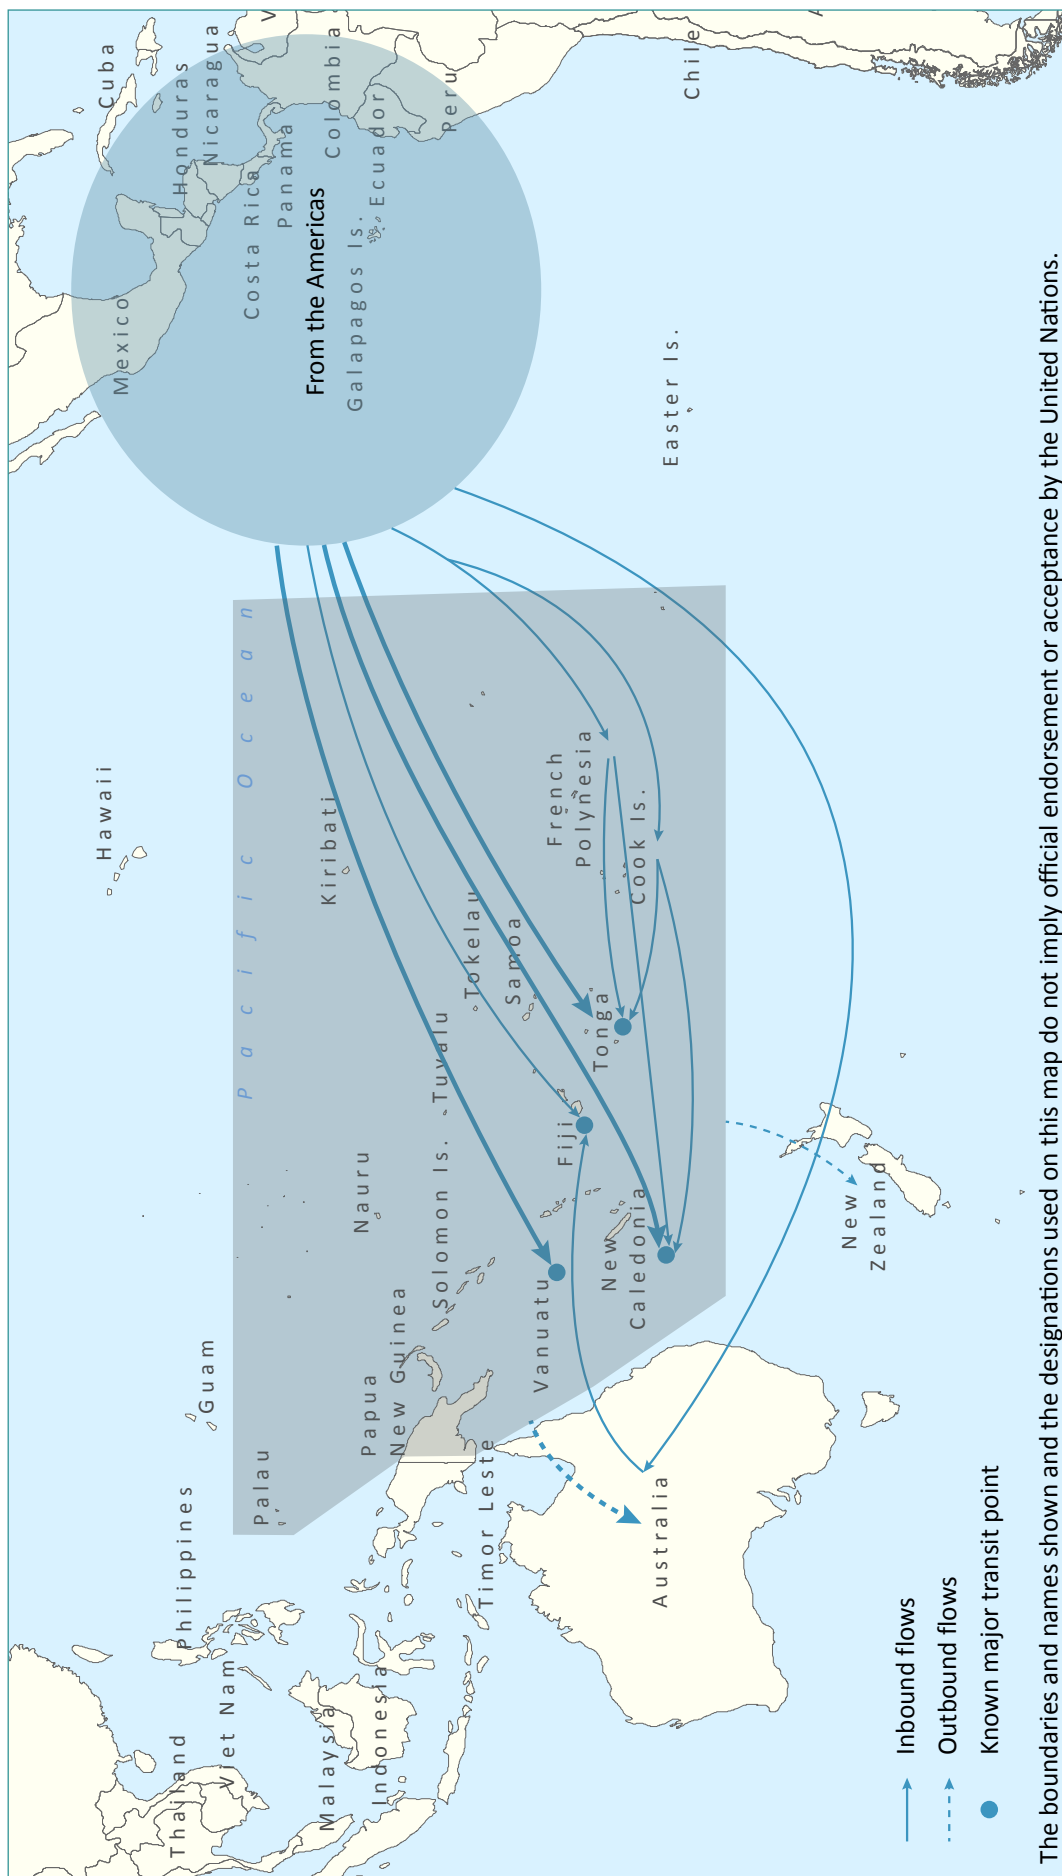 Cuba
Mexico
Honduras
Nicaragua
Costa Rica
Panama
From the Americas
Colombia
Galapagos Is.
Ecuador
Peru
Chile
Easter Is.
Hawaii
Pacific Ocean
Kiribati
Tokelau
Samoa
French
Polynesia
Cook Is.
Tonga
Tuvalu
Fiji
Nauru
Solomon Is.
Vanuatu
New
Caledonia
New
Zealand
Guam
Palau
Papua
New Guinea
Philippines
Timor Leste
Australia
Thailand
Viet Nam
Malaysia
Indonesia
Inbound flows
Outbound flows
Known major transit point
The boundaries and names shown and the designations used on this map do not imply official endorsement or acceptance by the United Nations.